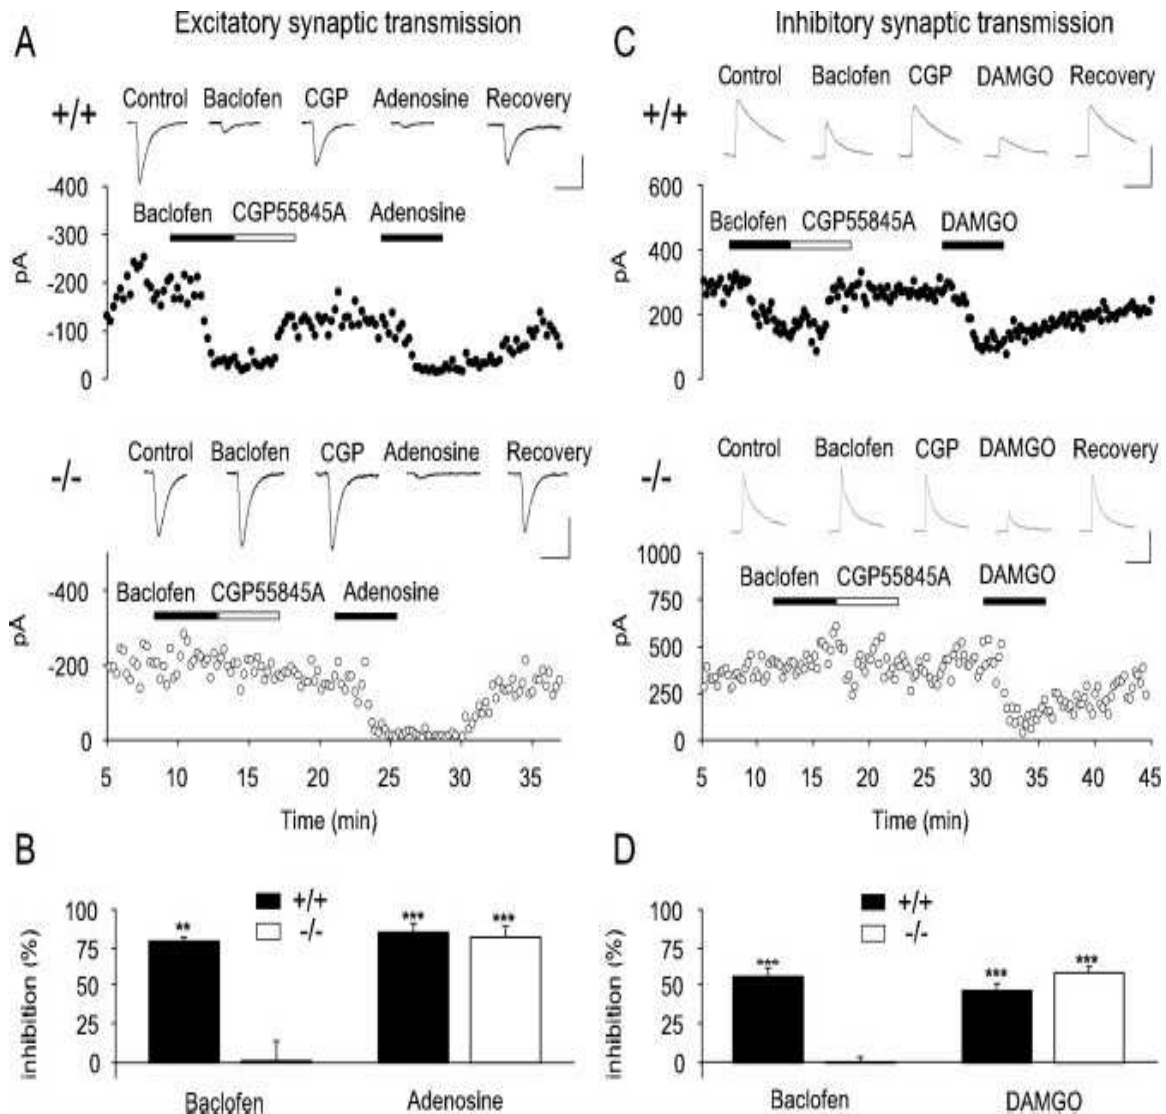 A Excitatory synaptic transmission
+/+
Control Baclofen CGP Adenosine Recovery
-400
-300
-200
-100
0
pA
Baclofen CGP55845A Adenosine
-/-
Control Baclofen CGP Adenosine Recovery
-400
-200
0
pA
Baclofen CGP55845A Adenosine
5 10 15 20 25 30 35
Time (min)
C Inhibitory synaptic transmission
+/+
Control Baclofen CGP DAMGO Recovery
600
400
200
0
pA
Baclofen CGP55845A DAMGO
-/-
Control Baclofen CGP DAMGO Recovery
1000
750
500
250
0
pA
Baclofen CGP55845A DAMGO
5 10 15 20 25 30 35 40 45
Time (min)
B
+/+
-/-
100
75
50
25
0
inhibition (%)
** *** ***
Baclofen Adenosine
D
+/+
-/-
100
75
50
25
0
inhibition (%)
*** *** ***
Baclofen DAMGO